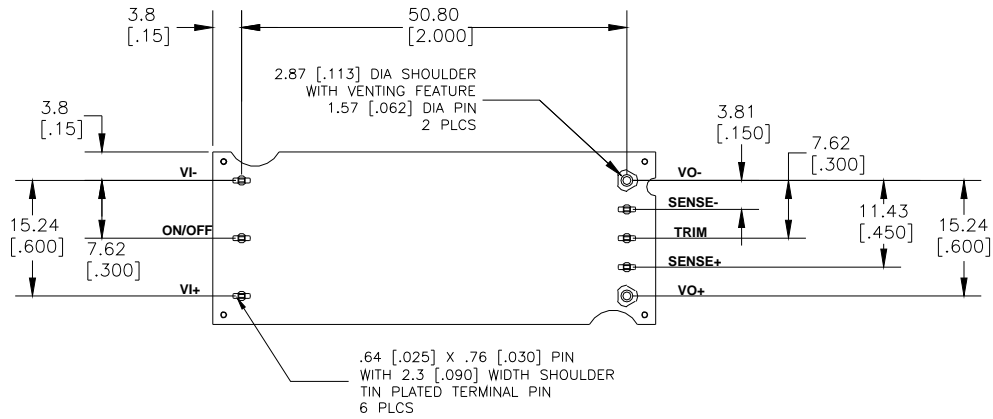 3.8
[.15]
50.80
[2.000]
2.87 [.113] DIA SHOULDER
WITH VENTING FEATURE
1.57 [.062] DIA PIN
2 PLCS
3.8
[.15]
3.81
[.150]
7.62
[.300]
VI-
VO-
SENSE-
15.24
[.600]
ON/OFF
7.62
[.300]
TRIM
11.43
[.450]
15.24
[.600]
SENSE+
VI+
VO+
.64 [.025] X .76 [.030] PIN
WITH 2.3 [.090] WIDTH SHOULDER
TIN PLATED TERMINAL PIN
6 PLCS